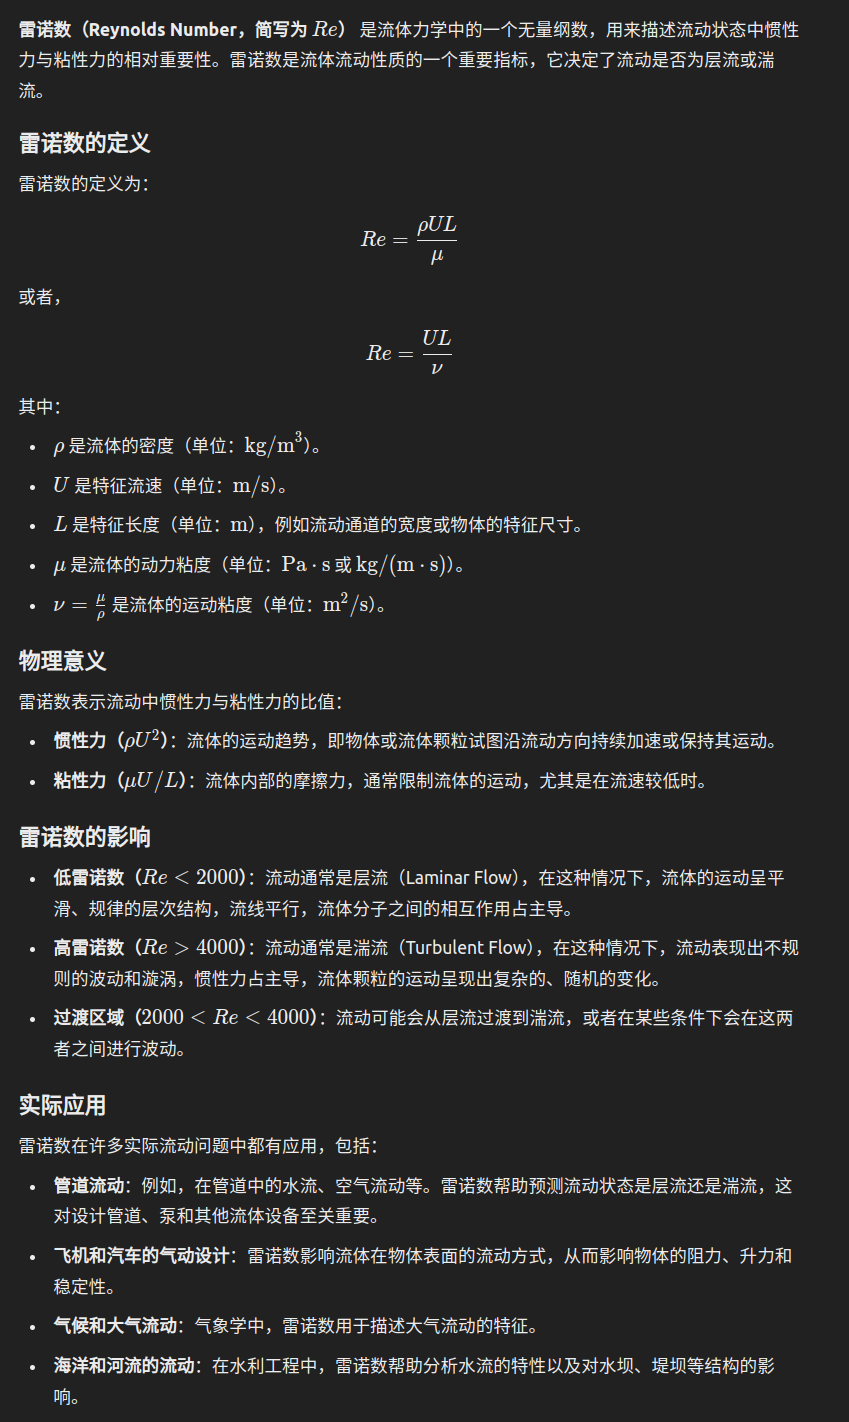 雷诺数（Reynolds Number，简写为 Re） 是流体力学中的一个无量纲数，用来描述流动状态中惯性
力与粘性力的相对重要性。雷诺数是流体流动性质的一个重要指标，它决定了流动是否为层流或湍
流。
雷诺数的定义
雷诺数的定义为：
Re = ρUL/μ
或者，
Re = UL/ν
其中：
• ρ 是流体的密度（单位：kg/m³）。
• U 是特征流速（单位：m/s）。
• L 是特征长度（单位：m），例如流动通道的宽度或物体的特征尺寸。
• μ 是流体的动力粘度（单位：Pa · s 或 kg/(m · s)）。
• ν = μ/ρ 是流体的运动粘度（单位：m²/s）。
物理意义
雷诺数表示流动中惯性力与粘性力的比值：
• 惯性力（ρU²）：流体的运动趋势，即物体或流体颗粒试图沿流动方向持续加速或保持其运动。
• 粘性力（μU/L）：流体内部的摩擦力，通常限制流体的运动，尤其是在流速较低时。
雷诺数的影响
• 低雷诺数（Re < 2000）：流动通常是层流（Laminar Flow），在这种情况下，流体的运动呈平
滑、规律的层次结构，流线平行，流体分子之间的相互作用占主导。
• 高雷诺数（Re > 4000）：流动通常是湍流（Turbulent Flow），在这种情况下，流动表现出不规
则的波动和漩涡，惯性力占主导，流体颗粒的运动呈现出复杂的、随机的变化。
• 过渡区域（2000 < Re < 4000）：流动可能会从层流过渡到湍流，或者在某些条件下会在这两
者之间进行波动。
实际应用
雷诺数在许多实际流动问题中都有应用，包括：
• 管道流动：例如，在管道中的水流、空气流动等。雷诺数帮助预测流动状态是层流还是湍流，这
对设计管道、泵和其他流体设备至关重要。
• 飞机和汽车的气动设计：雷诺数影响流体在物体表面的流动方式，从而影响物体的阻力、升力和
稳定性。
• 气候和大气流动：气象学中，雷诺数用于描述大气流动的特征。
• 海洋和河流的流动：在水利工程中，雷诺数帮助分析水流的特性以及对水坝、堤坝等结构的影
响。